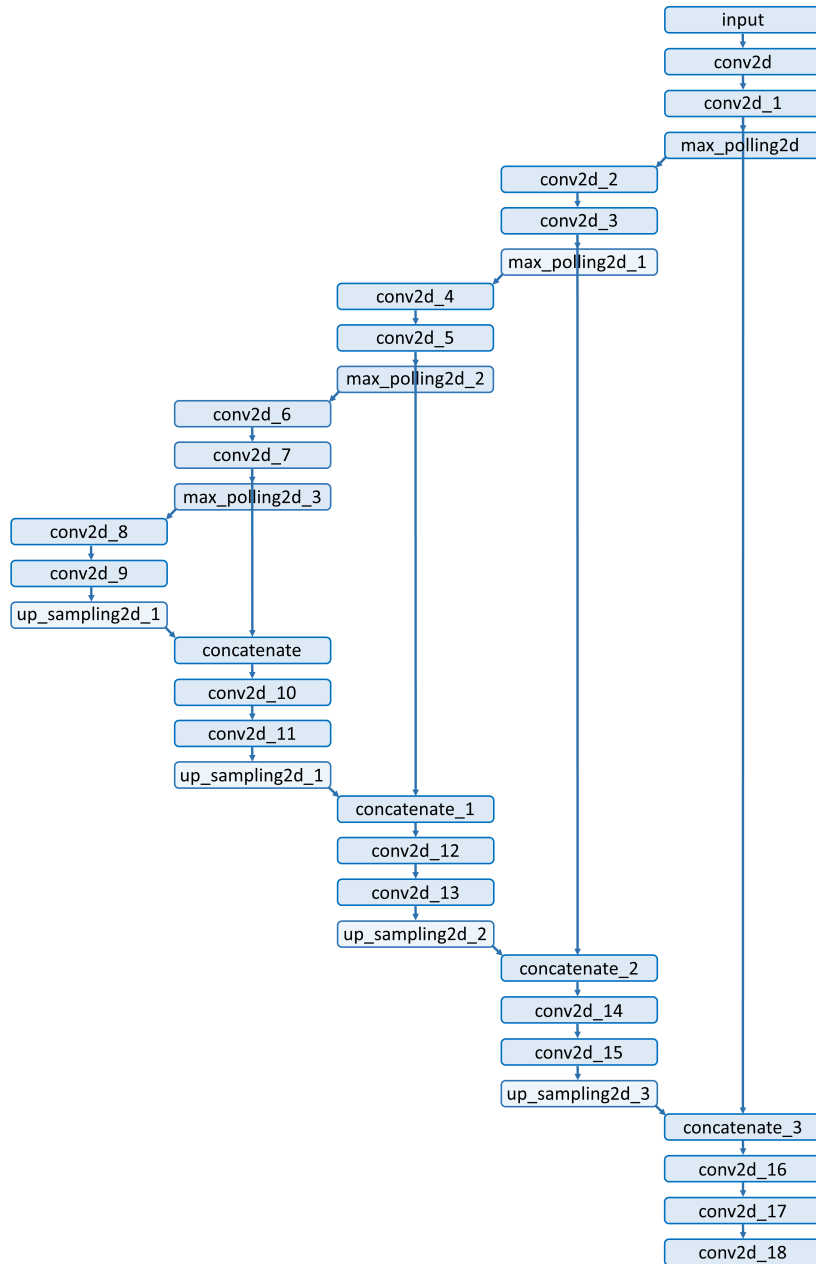 input
conv2d
conv2d_1
max_polling2d
conv2d_2
conv2d_3
max_polling2d_1
conv2d_4
conv2d_5
max_polling2d_2
conv2d_6
conv2d_7
max_polling2d_3
conv2d_8
conv2d_9
up_sampling2d_1
concatenate
conv2d_10
conv2d_11
up_sampling2d_1
concatenate_1
conv2d_12
conv2d_13
up_sampling2d_2
concatenate_2
conv2d_14
conv2d_15
up_sampling2d_3
concatenate_3
conv2d_16
conv2d_17
conv2d_18